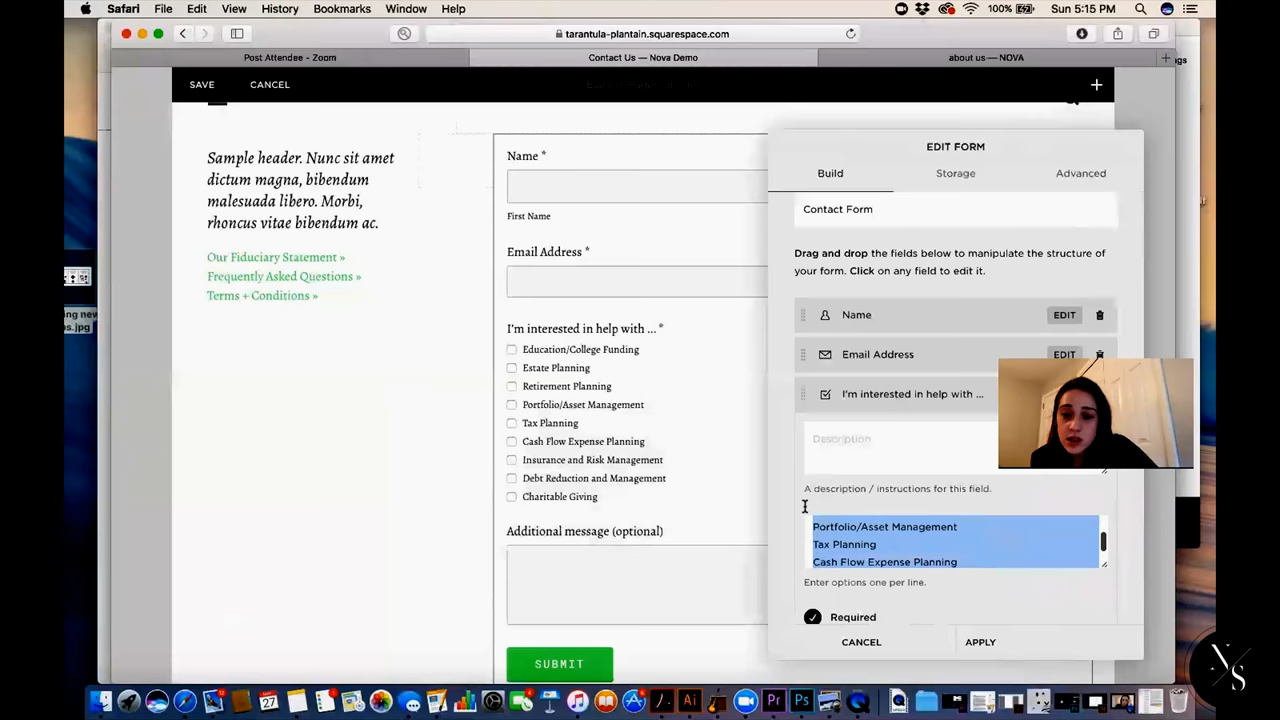 Safari File Edit View History Bookmarks Window Help 100% Sun 5:15 PM
tarantula-plantain.squarespace.com
Post Attendee - Zoom Contact Us — Nova Demo about us — NOVA
SAVE CANCEL
Sample header. Nunc sit amet
dictum magna, bibendum
malesuada libero. Morbi,
rhoncus vitae bibendum ac.
Our Fiduciary Statement »
Frequently Asked Questions »
Terms + Conditions »
Name *
First Name
Email Address *
I'm interested in help with ... *
Education/College Funding
Estate Planning
Retirement Planning
Portfolio/Asset Management
Tax Planning
Cash Flow Expense Planning
Insurance and Risk Management
Debt Reduction and Management
Charitable Giving
Additional message (optional)
SUBMIT
EDIT FORM
Build Storage Advanced
Contact Form
Drag and drop the fields below to manipulate the structure of
your form. Click on any field to edit it.
Name EDIT
Email Address EDIT
I'm interested in help with ...
Description
A description / instructions for this field.
Portfolio/Asset Management
Tax Planning
Cash Flow Expense Planning
Enter options one per line.
Required
CANCEL APPLY
ing new
s.jpg
NS